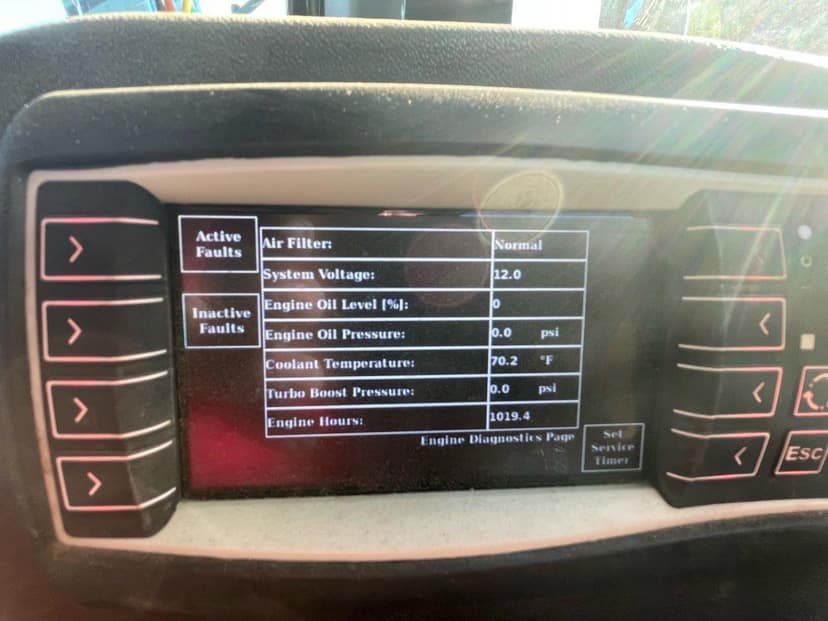 Active
Faults
Inactive
Faults
Air Filter: Normal
System Voltage: 12.0
Engine Oil Level [%]: 0
Engine Oil Pressure: 0.0 psi
Coolant Temperature: 70.2 °F
Turbo Boost Pressure: 0.0 psi
Engine Hours: 1019.4
Engine Diagnostics Page
Set
Service
Timer
Esc